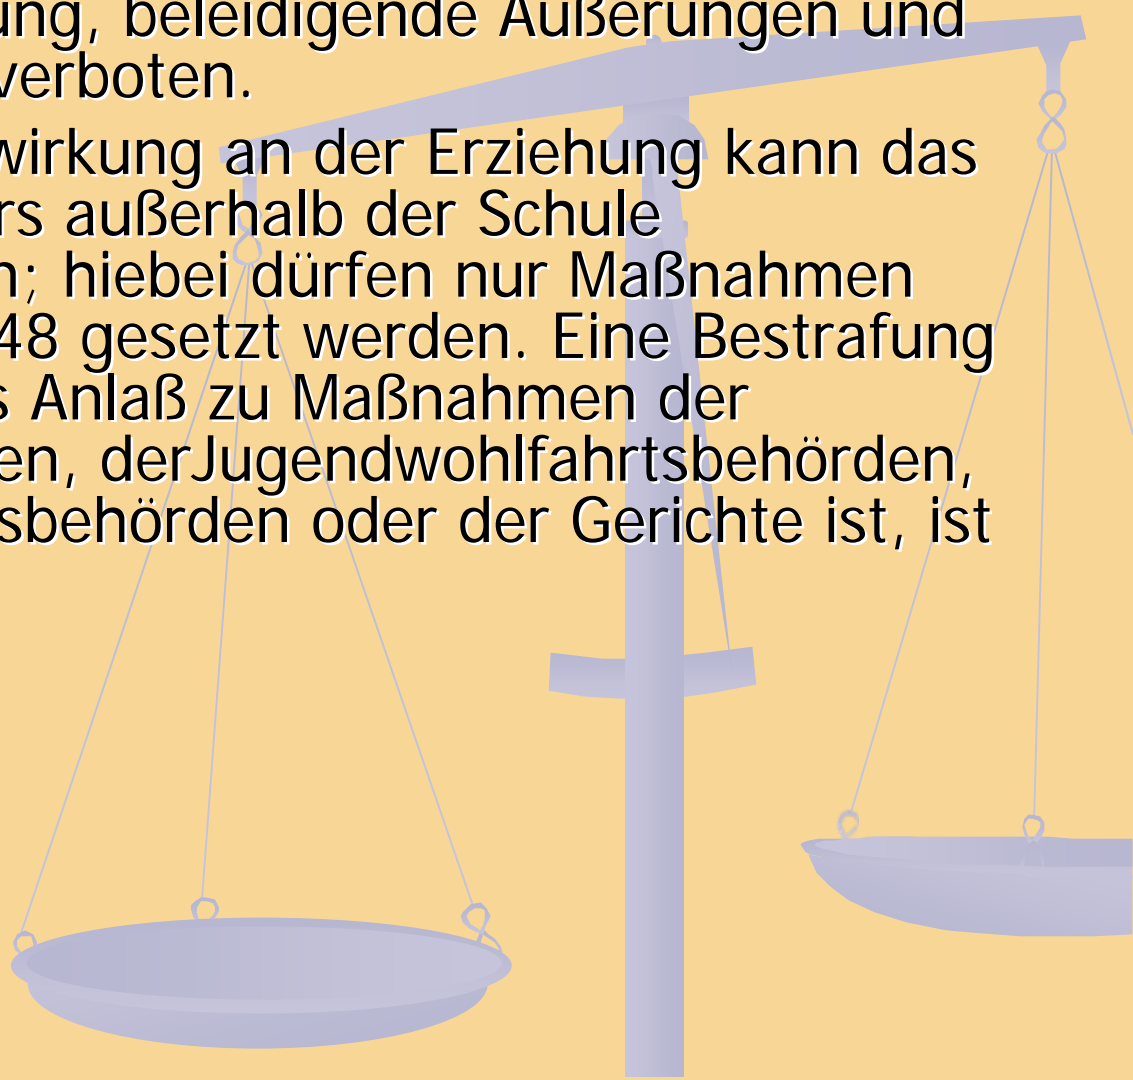 ung, beleidigende Äußerungen und
verboten.
wirkung an der Erziehung kann das
rs außerhalb der Schule
n; hiebei dürfen nur Maßnahmen
48 gesetzt werden. Eine Bestrafung
s Anlaß zu Maßnahmen der
en, derJugendwohlfahrtsbehörden,
sbehörden oder der Gerichte ist, ist